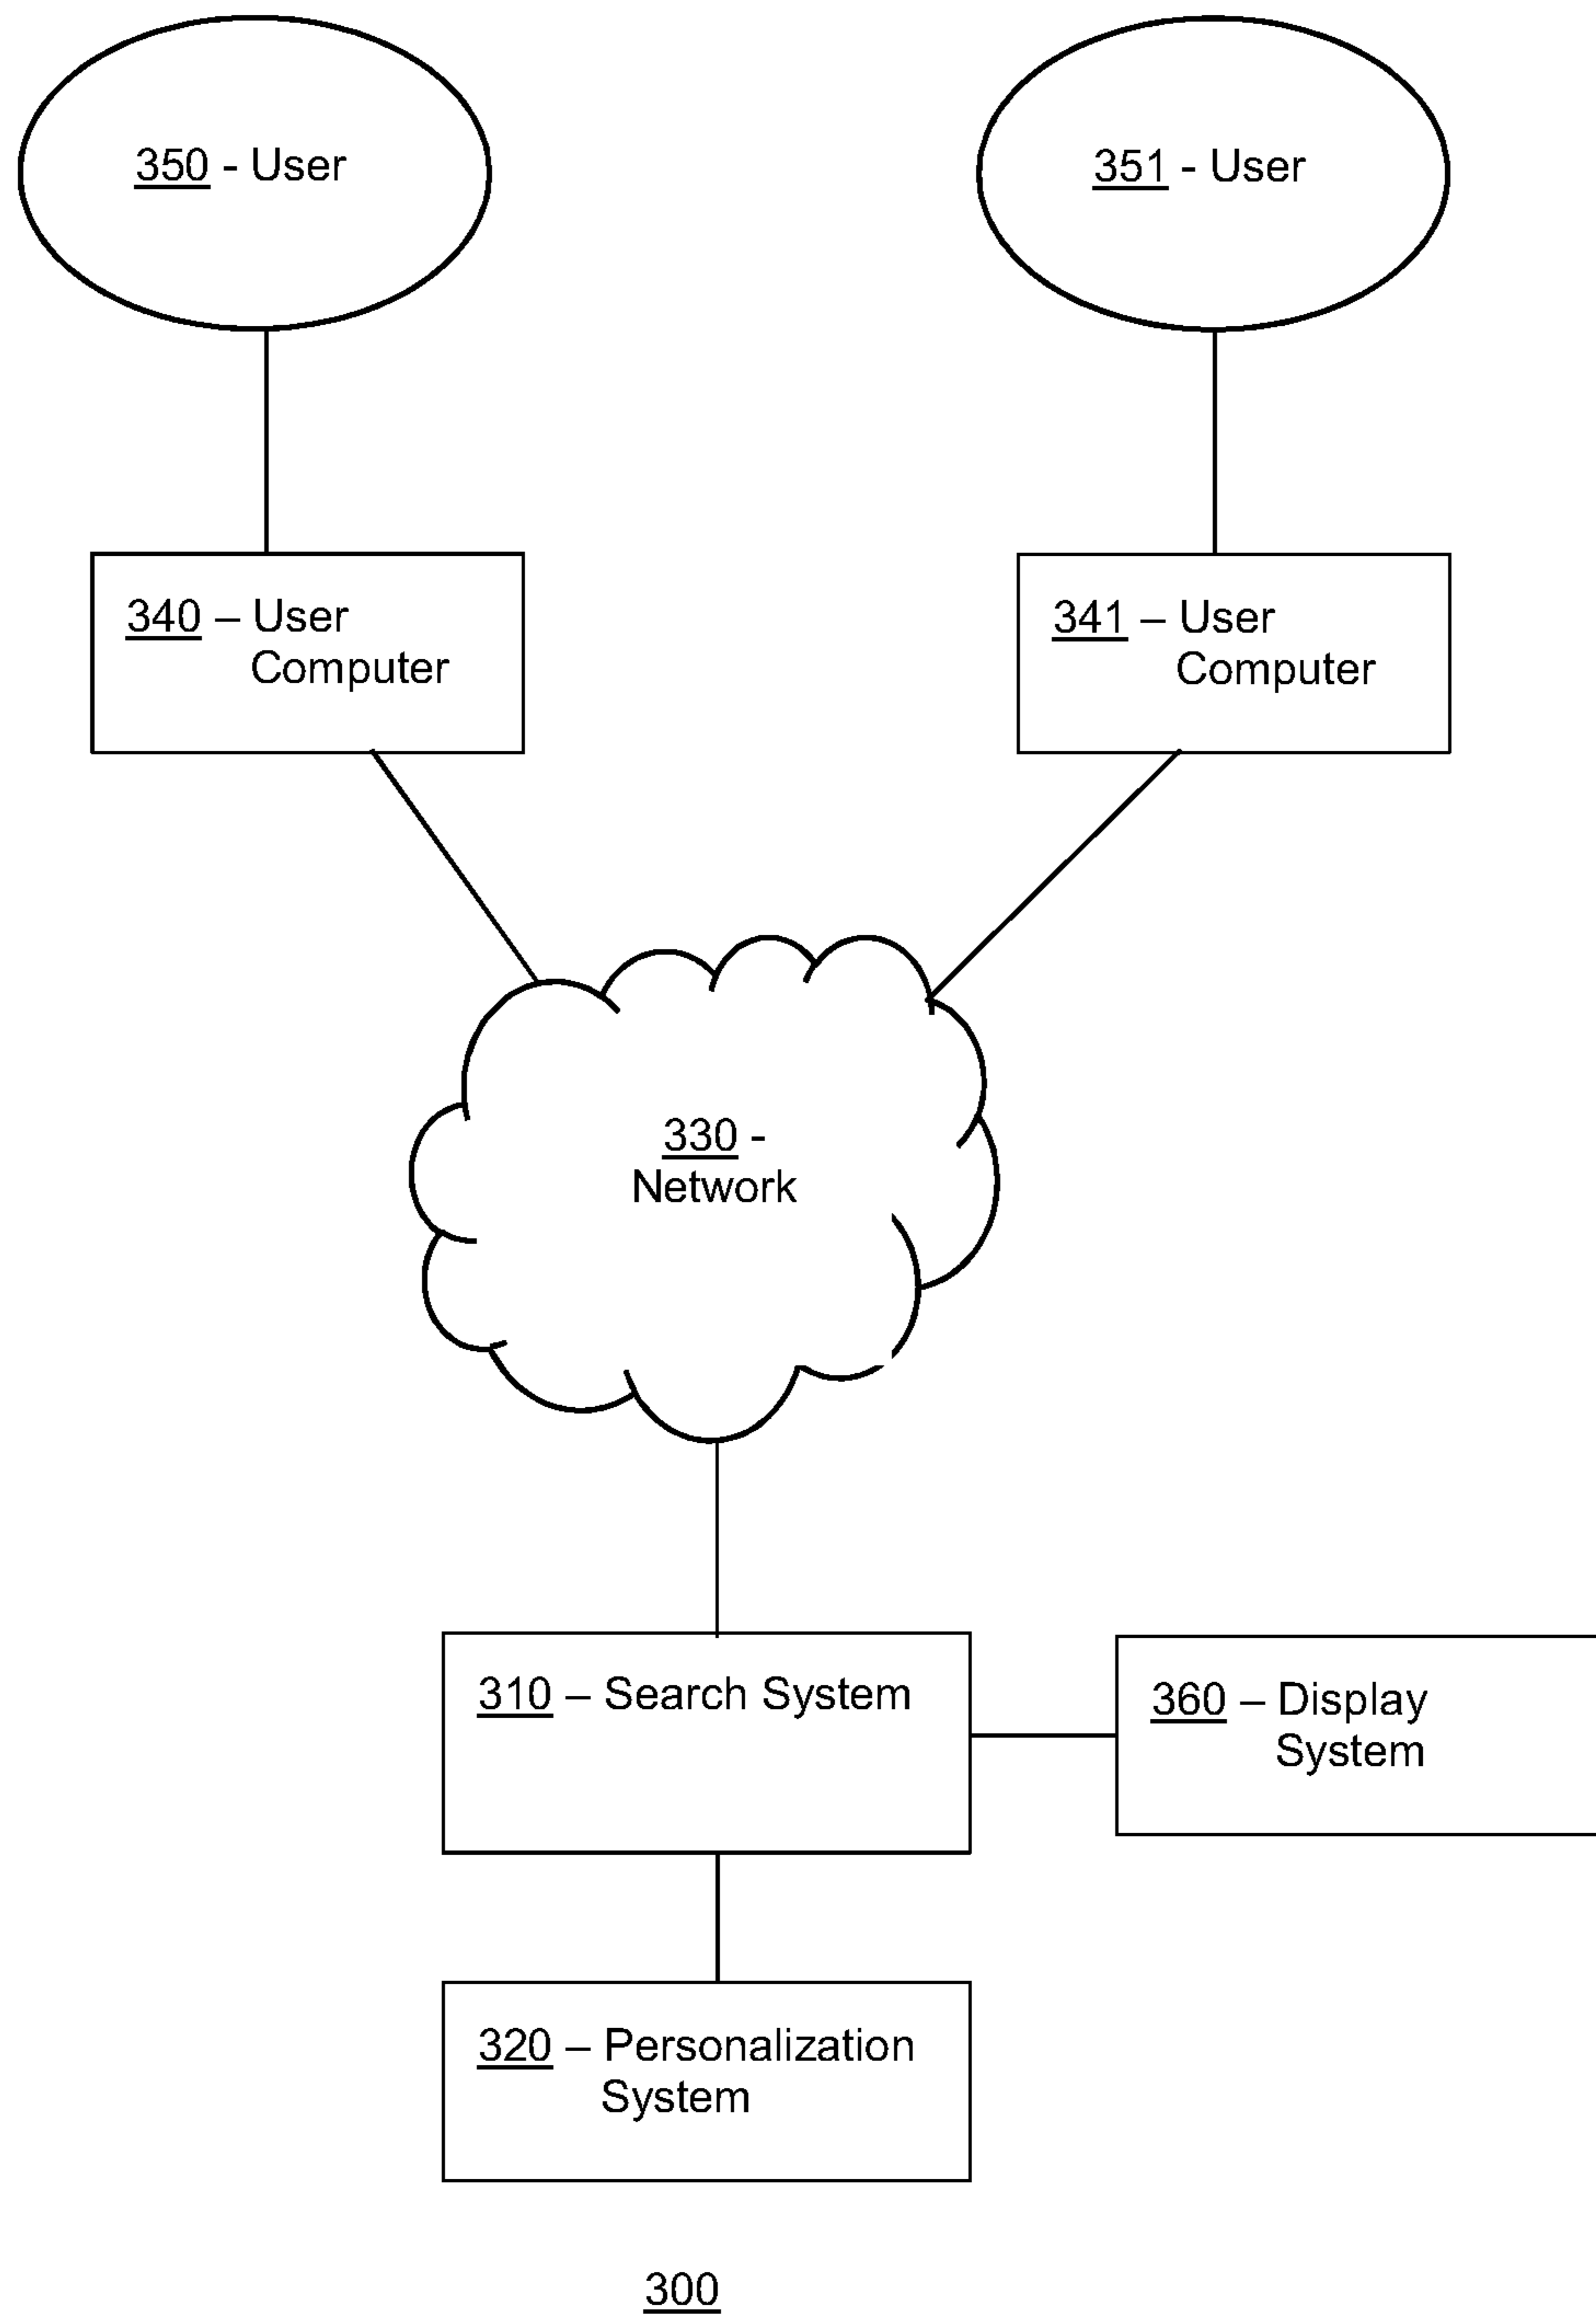 350 - User
351 - User
340 – User
Computer
341 – User
Computer
330 -
Network
310 – Search System
360 – Display
System
320 – Personalization
System
300